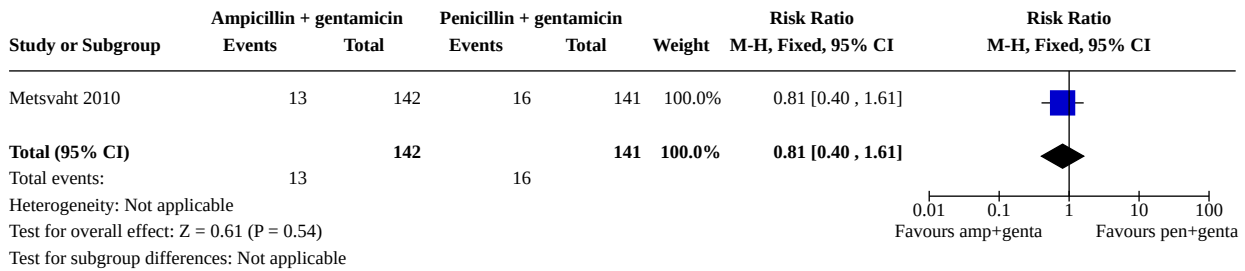 Ampicillin + gentamicin Penicillin + gentamicin Risk Ratio Risk Ratio
Study or Subgroup Events Total Events Total Weight M-H, Fixed, 95% CI M-H, Fixed, 95% CI
Metsvaht 2010 13 142 16 141 100.0% 0.81 [0.40 , 1.61]
Total (95% CI) 142 141 100.0% 0.81 [0.40 , 1.61]
Total events: 13 16
Heterogeneity: Not applicable 0.01 0.1 1 10 100
Test for overall effect: Z = 0.61 (P = 0.54) Favours amp+genta Favours pen+genta
Test for subgroup differences: Not applicable